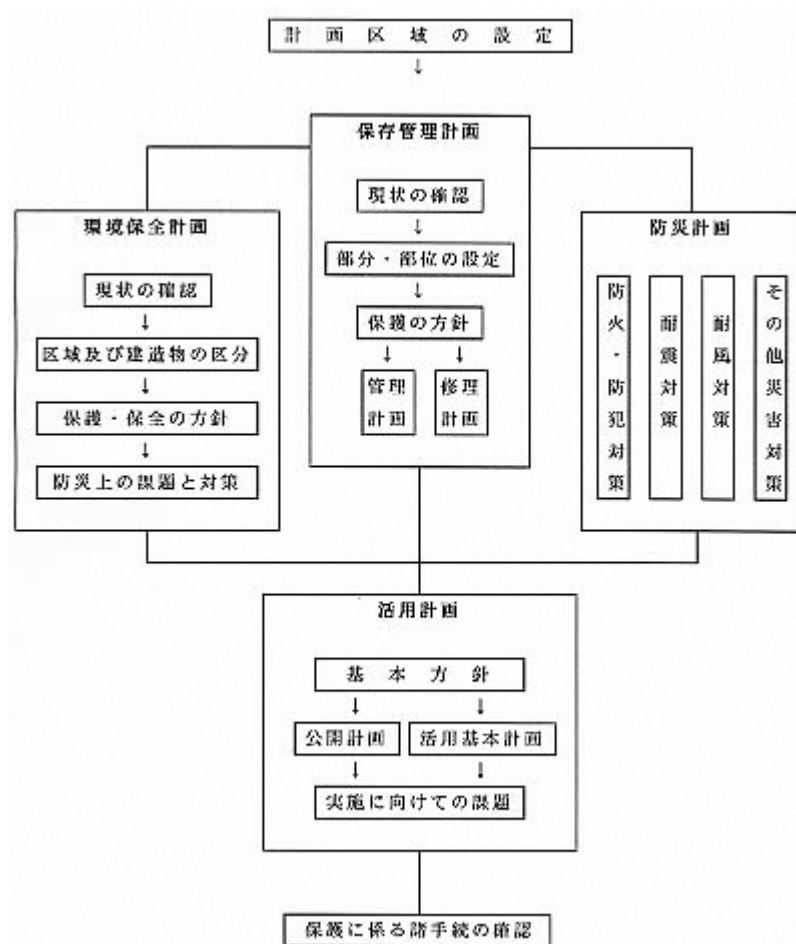 計画区域の設定
↓
保存管理計画
現状の確認
↓
部分・部位の設定
↓
保護の方針
↓ ↓
管理計画
修理計画
環境保全計画
現状の確認
↓
区域及び建造物の区分
↓
保護・保全の方針
↓
防災上の課題と対策
防災計画
防火・防犯対策
耐震対策
耐風対策
その他災害対策
活用計画
基本方針
↓ ↓
公開計画
活用基本計画
↓ ↓
実施に向けての課題
保護に係る諸手続の確認